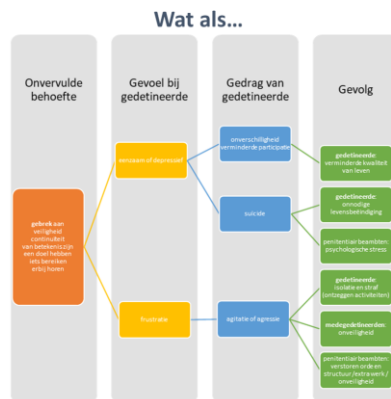 Wat als…
Onvervulde
behoefte
Gevoel bij
gedetineerde
Gedrag van
gedetineerde
Gevolg
gebrek aan
veiligheid
continuïteit
van betekenis zijn
een doel hebben
iets bereiken
erbij horen
eenzaam of depressief
frustratie
onverschilligheid
verminderde participatie
suïcide
agitatie of agressie
gedetineerde
verminderde kwaliteit
van leven
gedetineerde
onnodige
levensbeëindiging
penitentiair beambten:
psychologische stress
gedetineerde
isolatie en straf
(ontzeggen activiteiten)
medegedetineerden:
onveiligheid
penitentiair beambten:
verstoren orde en
structuur /extra werk /
onveiligheid